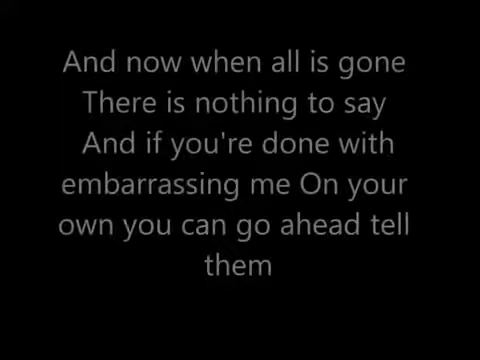 And now when all is gone
There is nothing to say
And if you're done with
embarrassing me On your
own you can go ahead tell
them